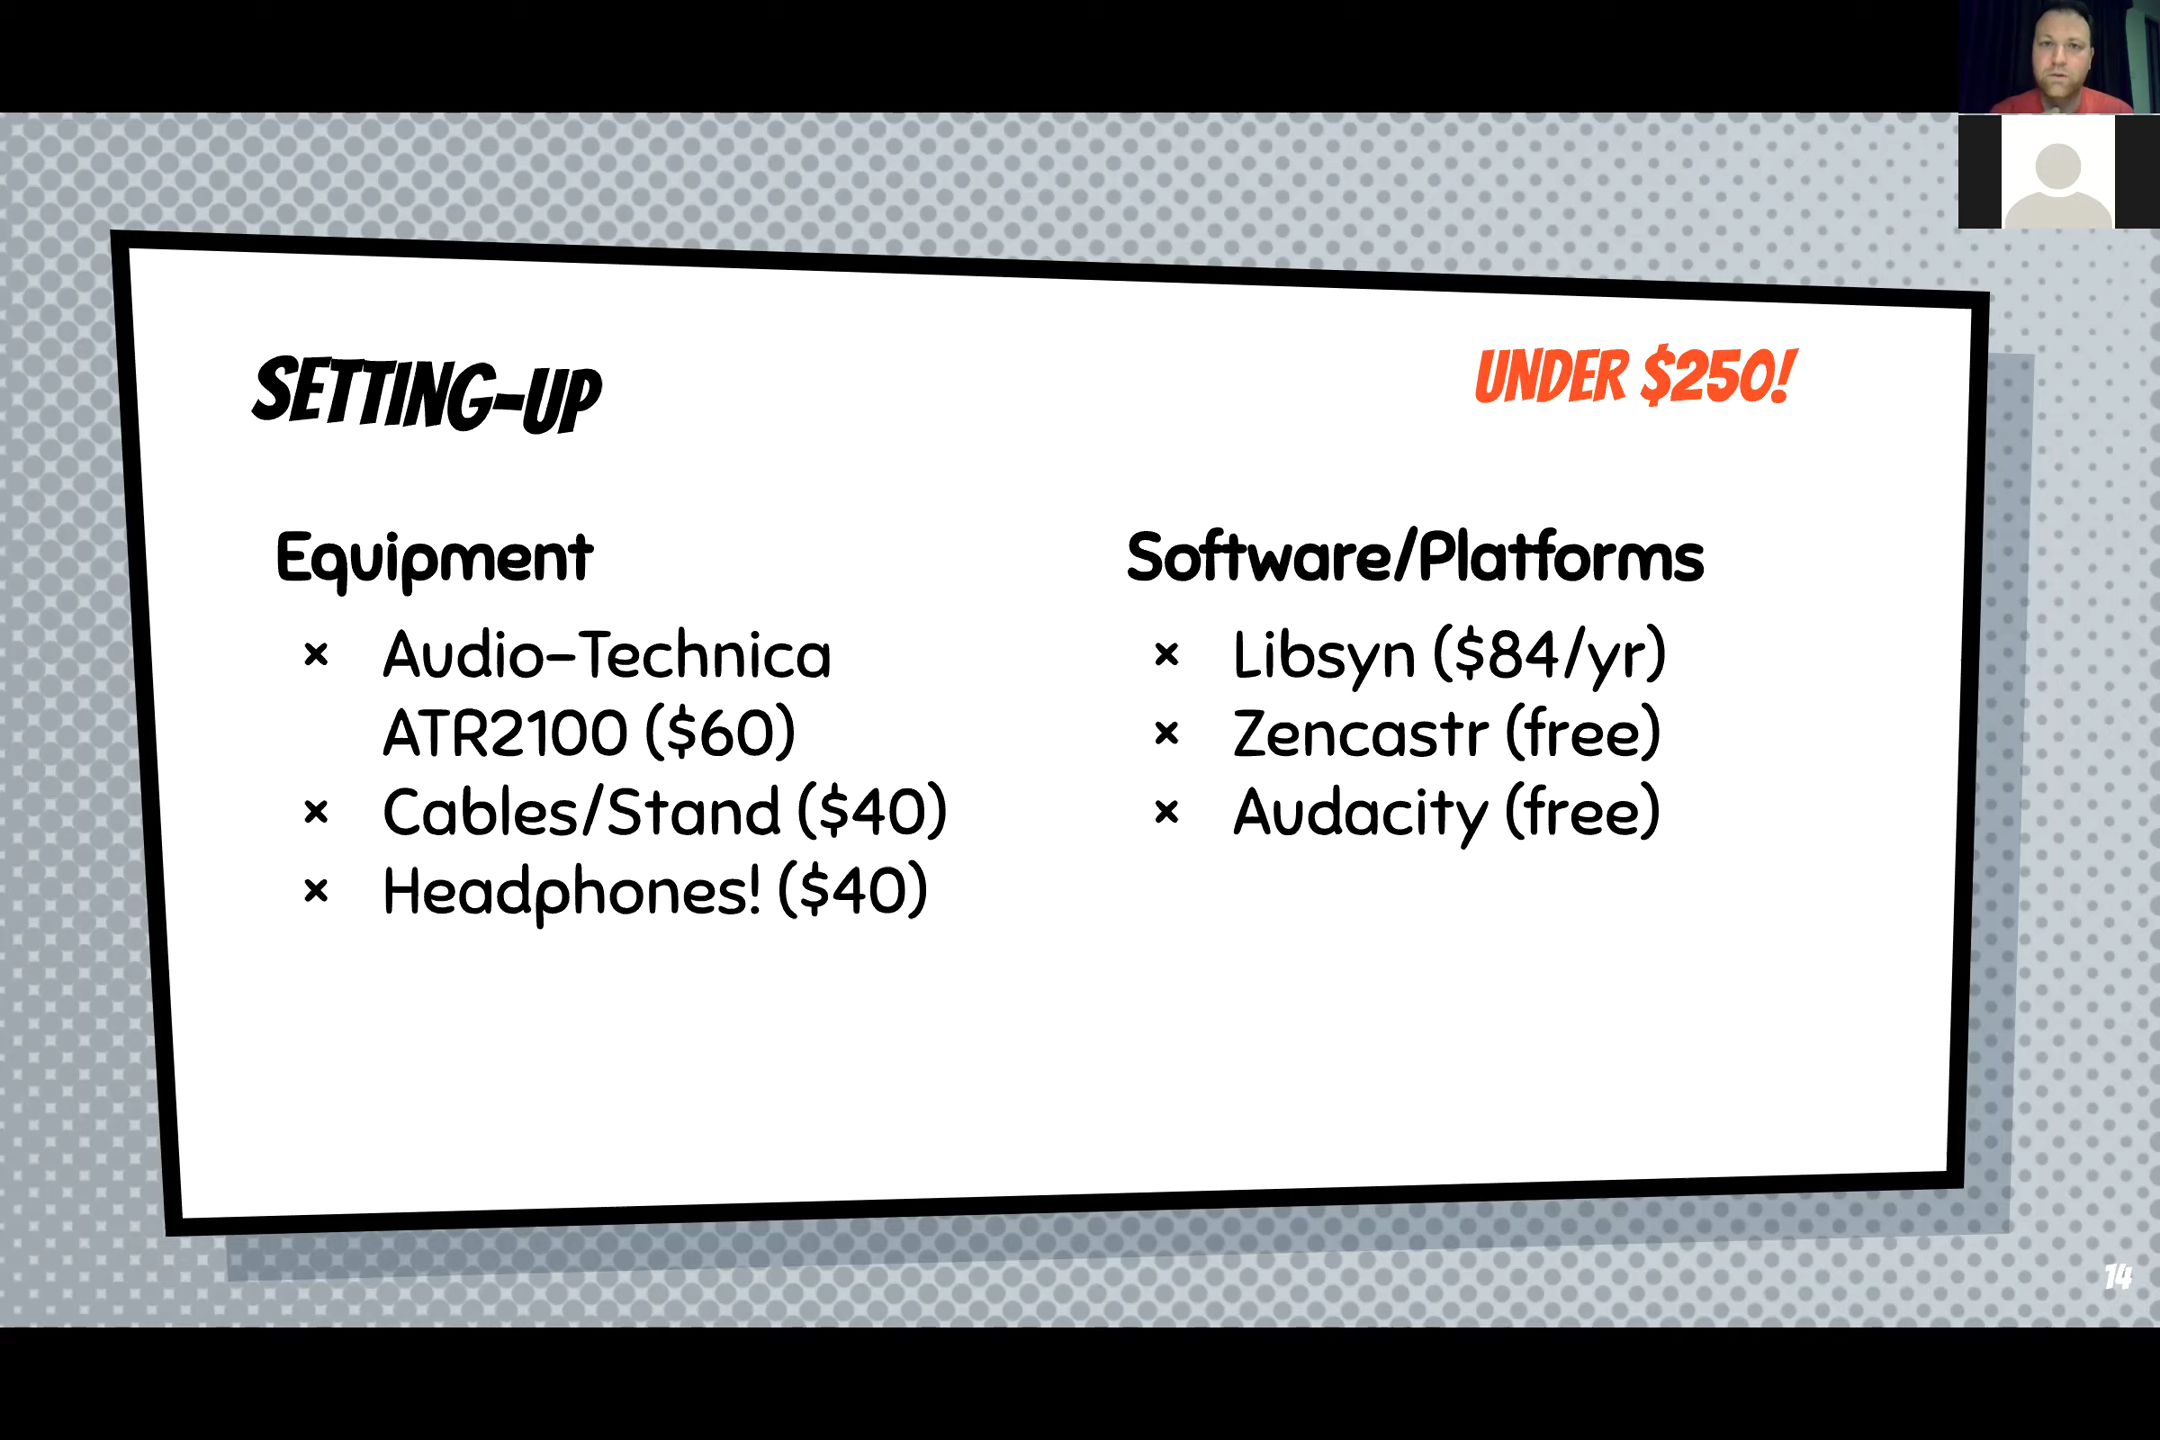 SETTING-UP
UNDER $250!
Equipment
× Audio-Technica
ATR2100 ($60)
× Cables/Stand ($40)
× Headphones! ($40)
Software/Platforms
× Libsyn ($84/yr)
× Zencastr (free)
× Audacity (free)
14